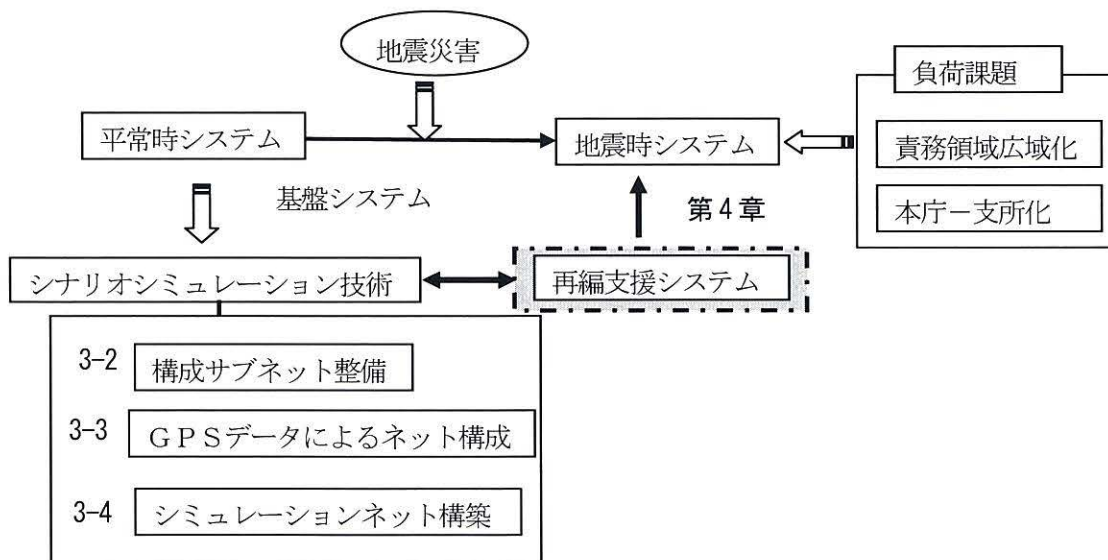 地震災害
負荷課題
平常時システム
地震時システム
責務領域広域化
基盤システム
第4章
本庁－支所化
シナリオシミュレーション技術
再編支援システム
3-2
構成サブネット整備
3-3
ＧＰＳデータによるネット構成
3-4
シミュレーションネット構築